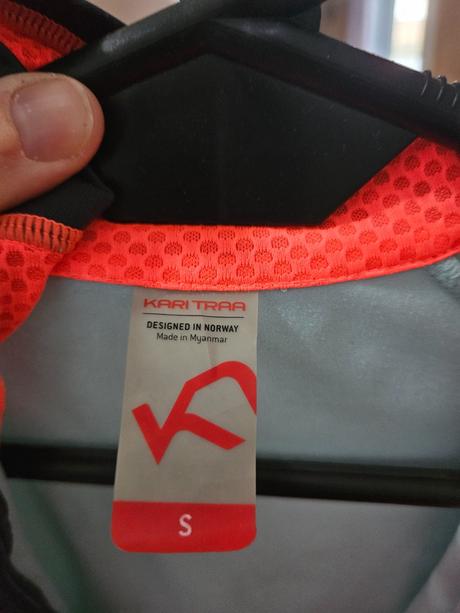 KARI TRAA
DESIGNED IN NORWAY
Made in Myanmar
S